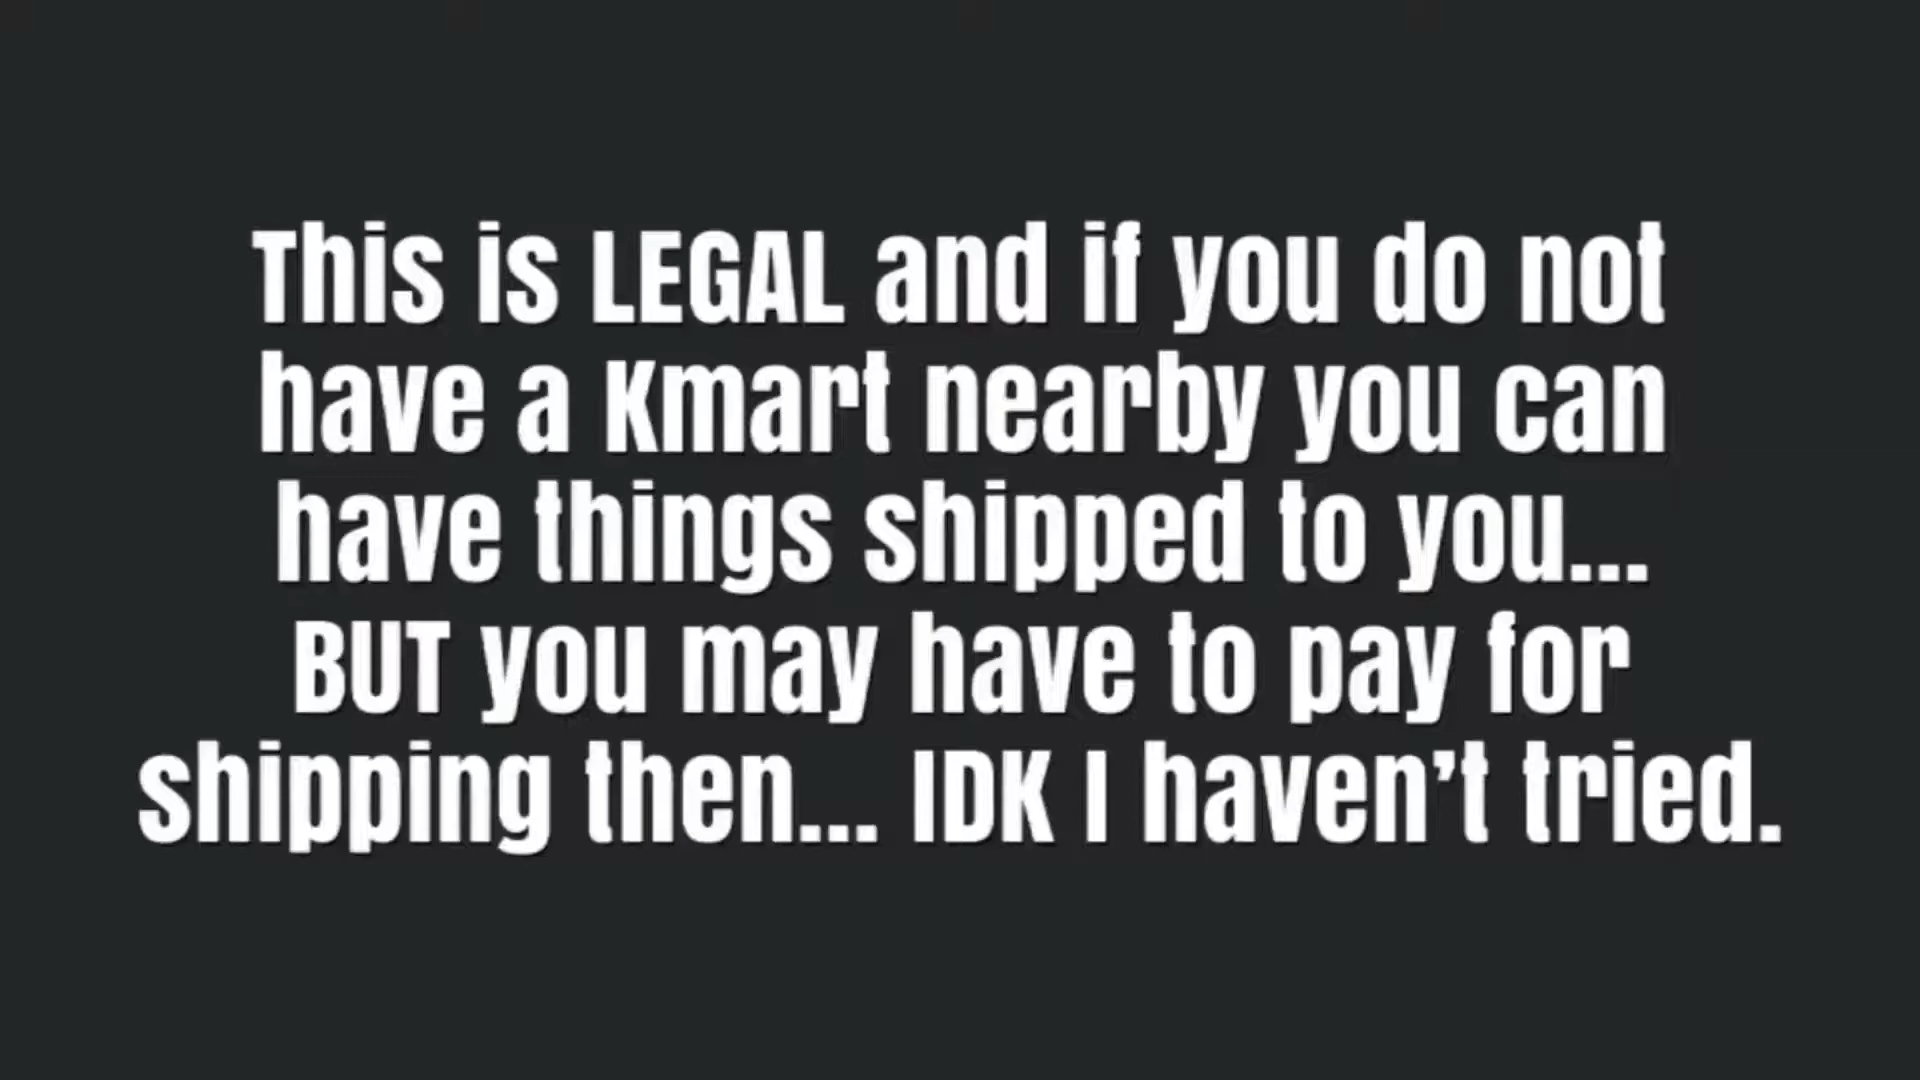 This is LEGAL and if you do not
have a Kmart nearby you can
have things shipped to you...
BUT you may have to pay for
shipping then... IDK I haven't tried.